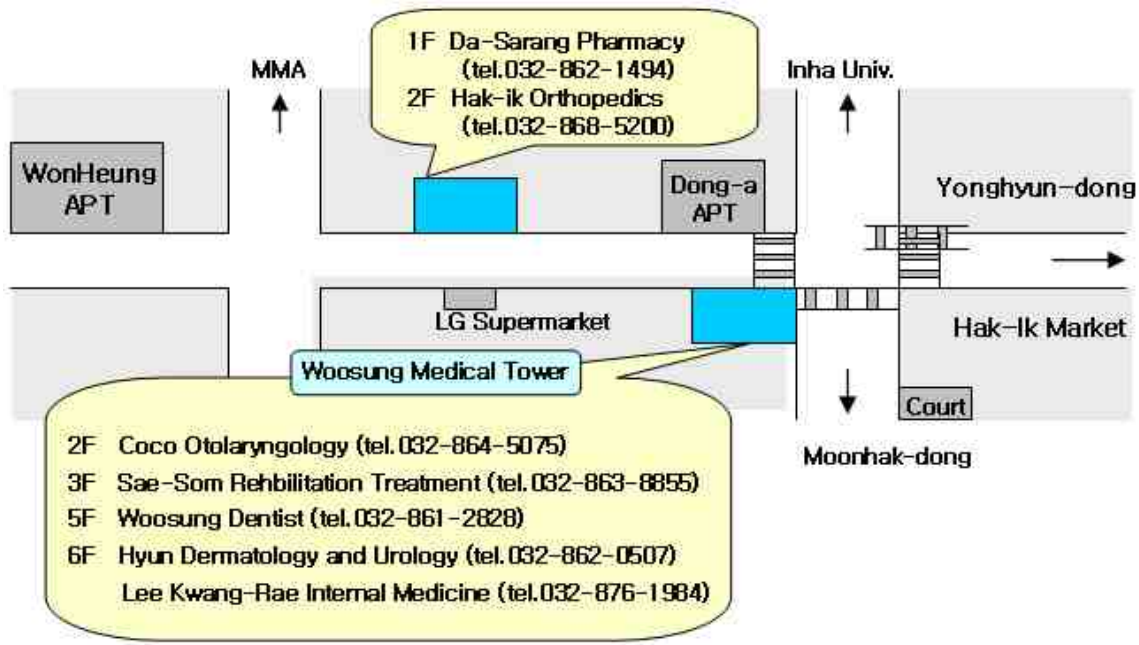 1F Da-Sarang Pharmacy
(tel.032-862-1494)
2F Hak-ik Orthopedics
(tel.032-868-5200)
MMA
Inha Univ.
WonHeung
APT
Dong-a
APT
Yonghyun-dong
LG Supermarket
Hak-Ik Market
Woosung Medical Tower
Court
Moonhak-dong
2F Coco Otolaryngology (tel.032-864-5075)
3F Sae-Som Rehbilitation Treatment (tel.032-863-8855)
5F Woosung Dentist (tel.032-861-2828)
6F Hyun Dermatology and Urology (tel.032-862-0507)
Lee Kwang-Rae Internal Medicine (tel.032-876-1984)